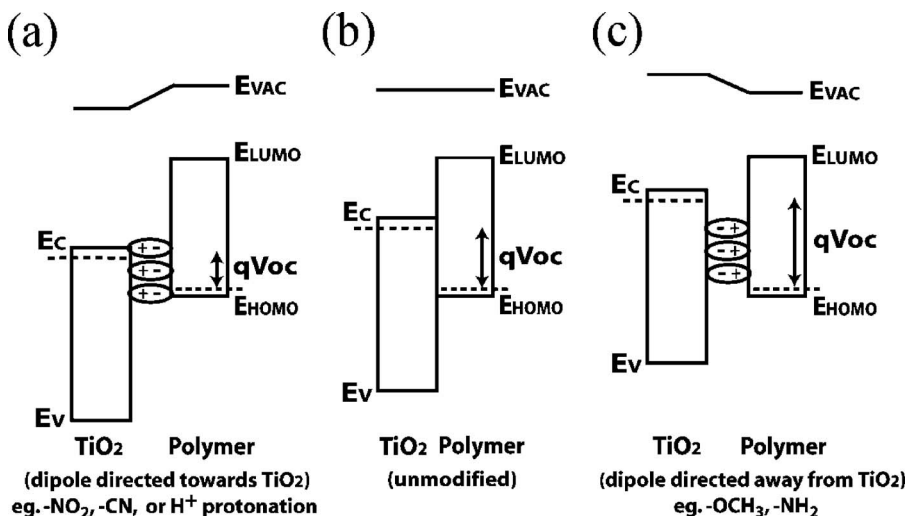 (a)
EVAC
ELUMO
EC
qVoc
EHOMO
EV
TiO2 Polymer
(dipole directed towards TiO2)
eg. -NO2, -CN, or H+ protonation
(b)
EVAC
ELUMO
EC
qVoc
EHOMO
EV
TiO2 Polymer
(unmodified)
(c)
EVAC
ELUMO
EC
qVoc
EHOMO
EV
TiO2 Polymer
(dipole directed away from TiO2)
eg. -OCH3, -NH2
+ -
+ -
+ -
- +
- +
- +